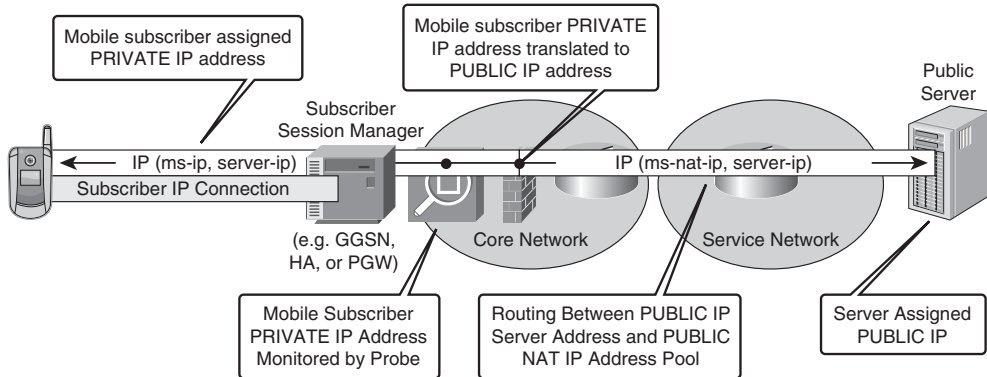 Mobile subscriber assigned
PRIVATE IP address
Mobile subscriber PRIVATE
IP address translated to
PUBLIC IP address
Public
Server
Subscriber
Session Manager
IP (ms-ip, server-ip)
IP (ms-nat-ip, server-ip)
Subscriber IP Connection
(e.g. GGSN,
HA, or PGW)
Core Network
Service Network
Mobile Subscriber
PRIVATE IP Address
Monitored by Probe
Routing Between PUBLIC IP
Server Address and PUBLIC
NAT IP Address Pool
Server Assigned
PUBLIC IP